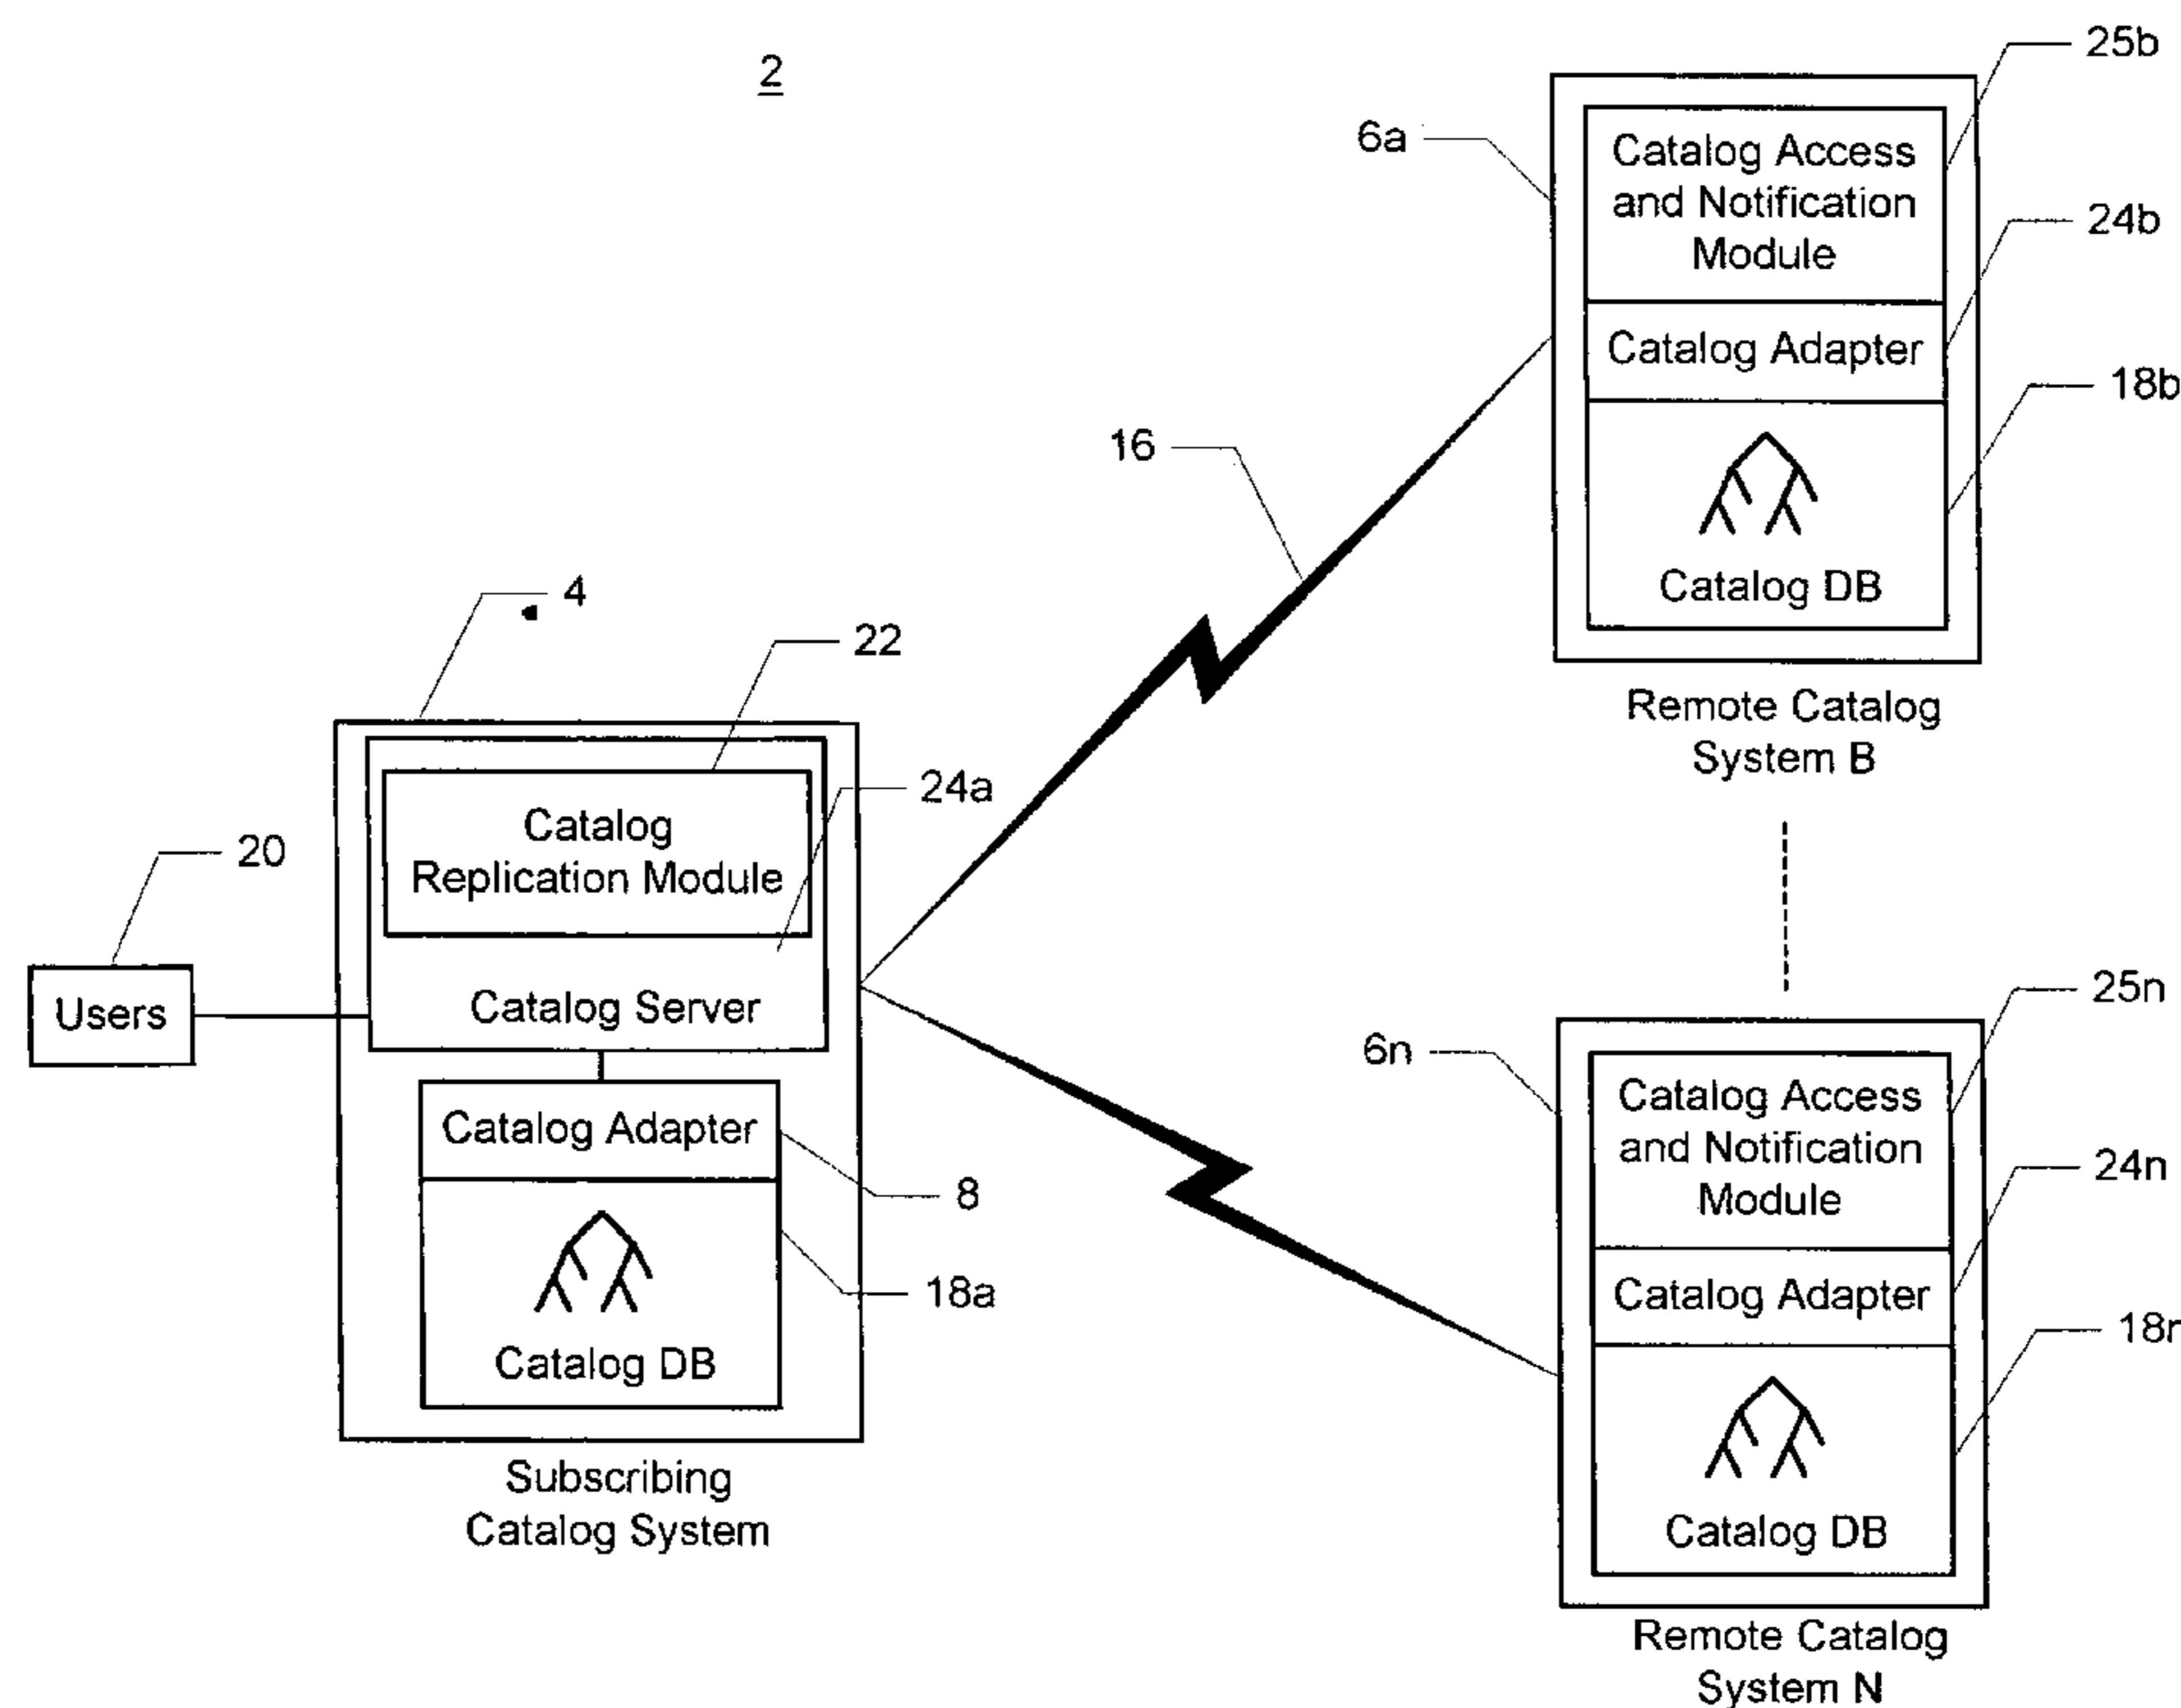 2
25b
6a
Catalog Access
and Notification
Module
24b
Catalog Adapter
18b
16
Catalog DB
Remote Catalog
System B
4
22
24a
Catalog
Replication Module
20
Users
Catalog Server
Catalog Adapter
8
18a
Catalog DB
Subscribing
Catalog System
25n
6n
Catalog Access
and Notification
Module
24n
Catalog Adapter
Catalog DB
Remote Catalog
System N